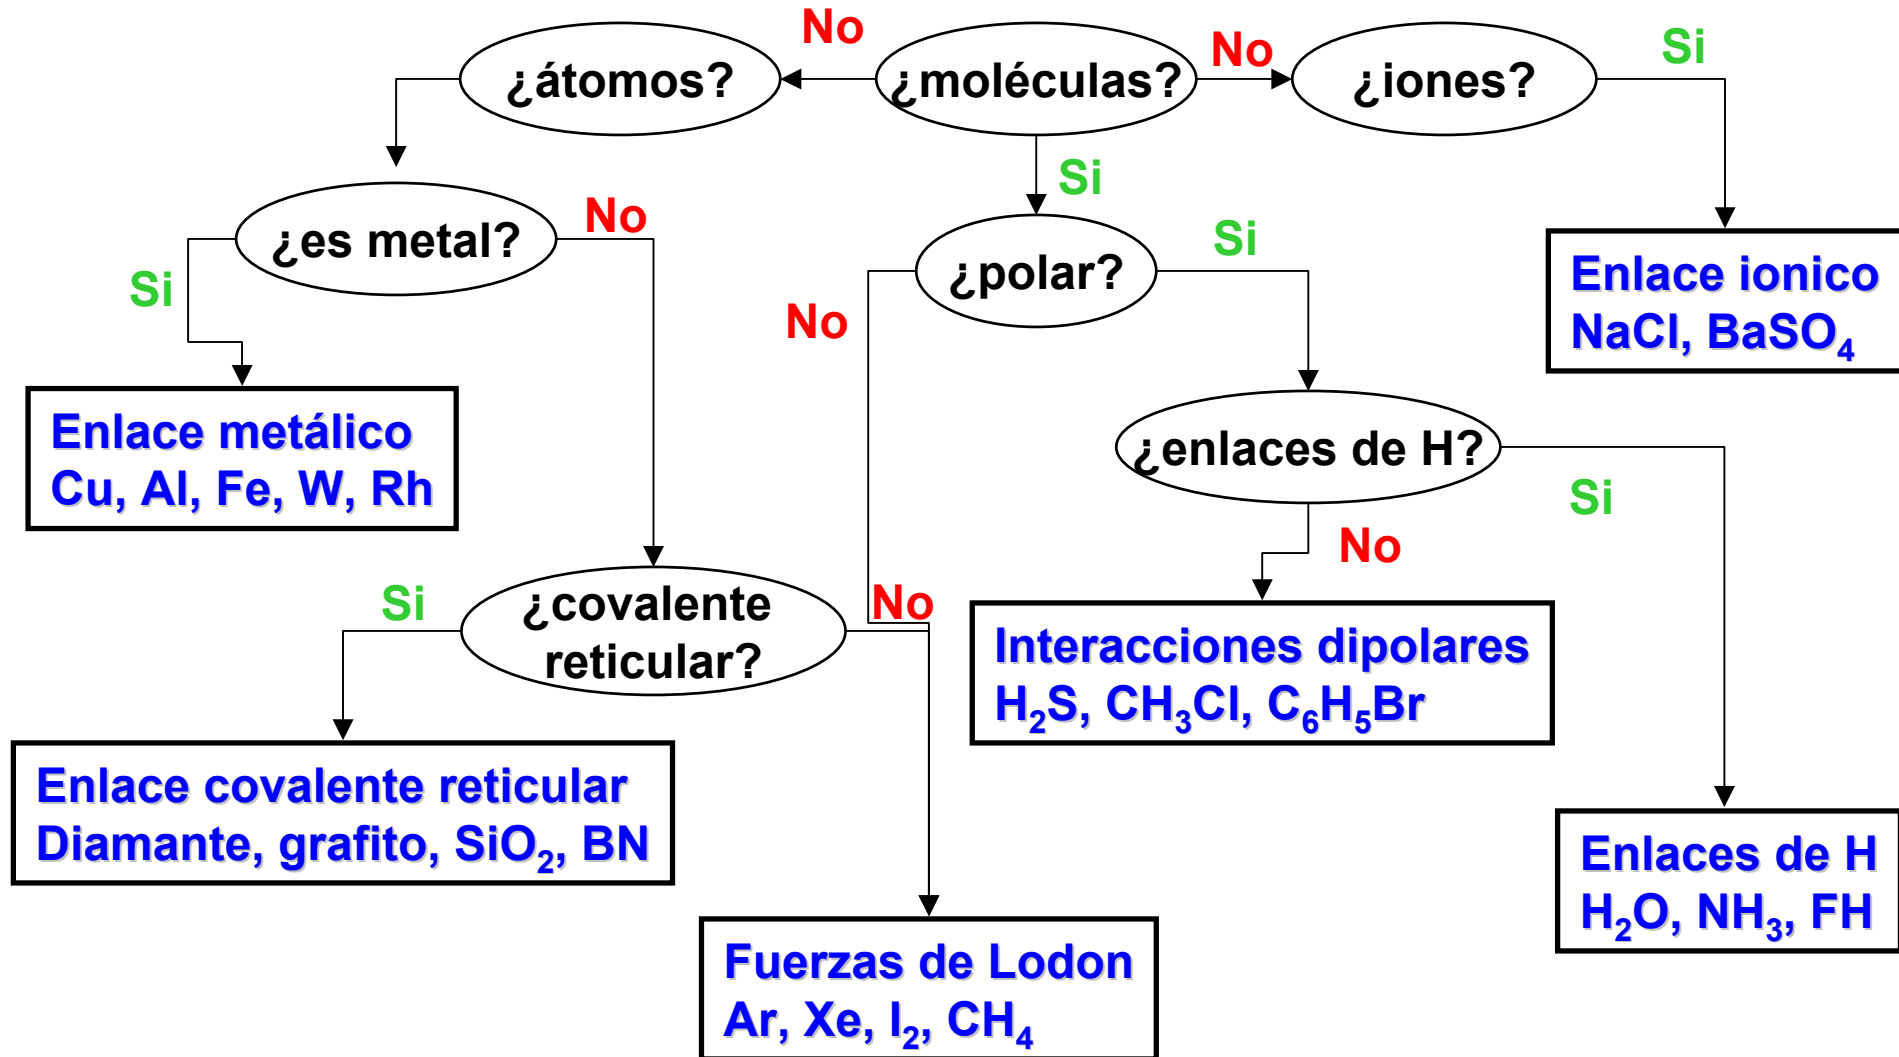 No
No
Si
¿átomos?
¿moléculas?
¿iones?
Si
No
Si
¿es metal?
¿polar?
Si
No
Enlace ionico
NaCl, BaSO₄
Enlace metálico
Cu, Al, Fe, W, Rh
¿enlaces de H?
Si
No
Si
No
¿covalente
reticular?
Interacciones dipolares
H₂S, CH₃Cl, C₆H₅Br
Enlace covalente reticular
Diamante, grafito, SiO₂, BN
Enlaces de H
H₂O, NH₃, FH
Fuerzas de Lodon
Ar, Xe, I₂, CH₄